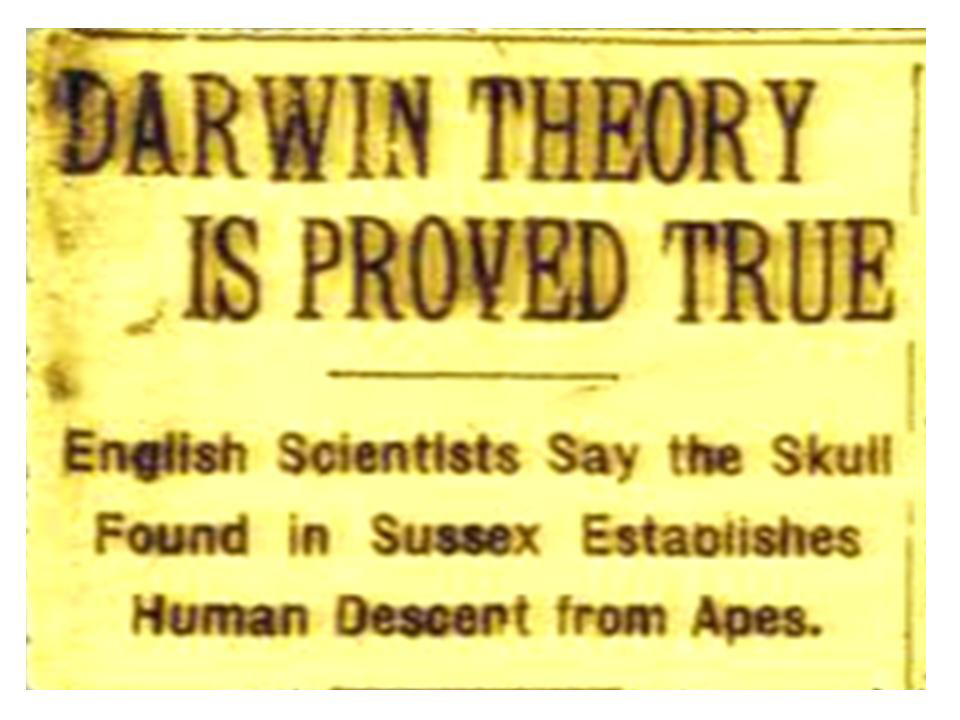 DARWIN THEORY
IS PROVED TRUE
English Scientists Say the Skull
Found in Sussex Establishes
Human Descent from Apes.